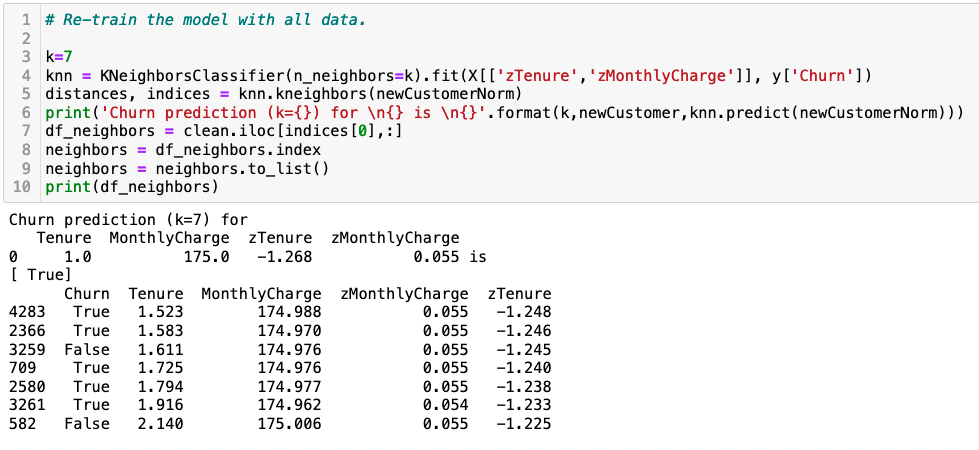 1 # Re-train the model with all data.
2
3 k=7
4 knn = KNeighborsClassifier(n_neighbors=k).fit(X[['zTenure','zMonthlyCharge']], y['Churn'])
5 distances, indices = knn.kneighbors(newCustomerNorm)
6 print('Churn prediction (k={}) for \n{} is \n{}'.format(k,newCustomer,knn.predict(newCustomerNorm)))
7 df_neighbors = clean.iloc[indices[0],:]
8 neighbors = df_neighbors.index
9 neighbors = neighbors.to_list()
10 print(df_neighbors)
Churn prediction (k=7) for
   Tenure  MonthlyCharge  zTenure  zMonthlyCharge
0     1.0          175.0   -1.268           0.055 is
[ True]
      Churn  Tenure  MonthlyCharge  zMonthlyCharge  zTenure
4283   True   1.523        174.988           0.055   -1.248
2366   True   1.583        174.970           0.055   -1.246
3259  False   1.611        174.976           0.055   -1.245
709    True   1.725        174.976           0.055   -1.240
2580   True   1.794        174.977           0.055   -1.238
3261   True   1.916        174.962           0.054   -1.233
582   False   2.140        175.006           0.055   -1.225